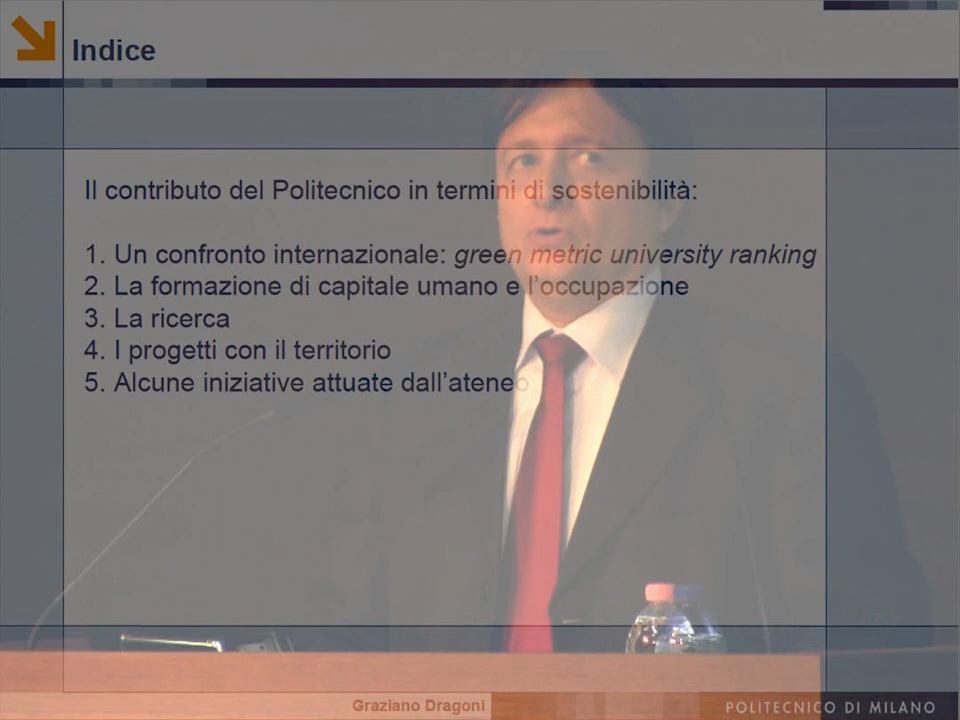 Indice
Il contributo del Politecnico in termini di sostenibilità:
1. Un confronto internazionale: green metric university ranking
2. La formazione di capitale umano e l'occupazione
3. La ricerca
4. I progetti con il territorio
5. Alcune iniziative attuate dall'ateneo
Graziano Dragoni
POLITECNICO DI MILANO